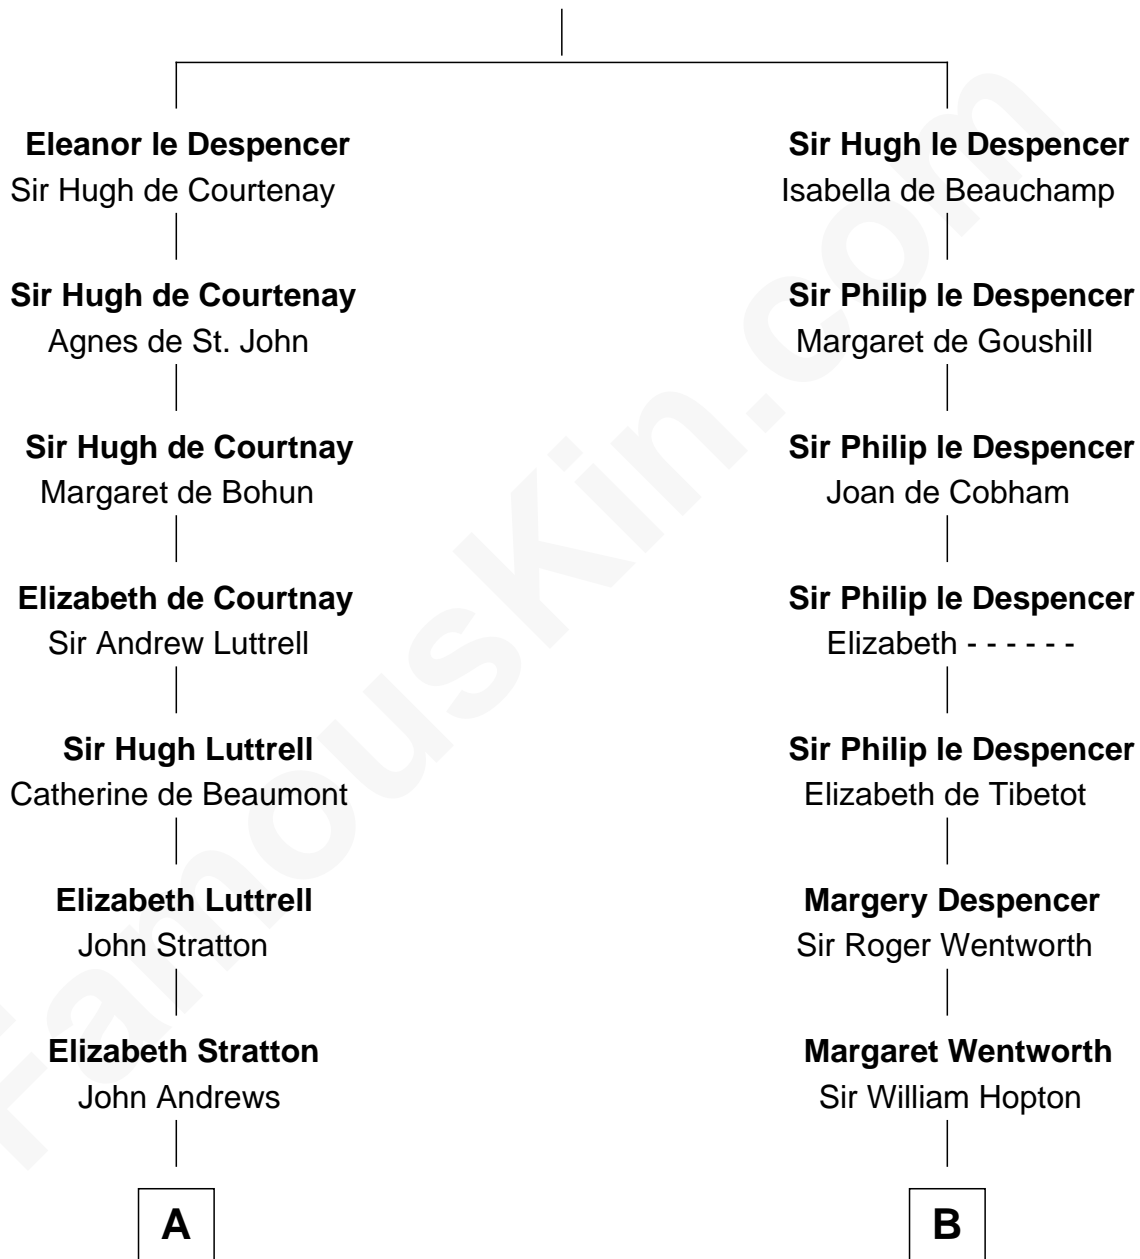 Eleanor le Despencer
Sir Hugh de Courtenay
Sir Hugh de Courtenay
Agnes de St. John
Sir Hugh de Courtnay
Margaret de Bohun
Elizabeth de Courtnay
Sir Andrew Luttrell
Sir Hugh Luttrell
Catherine de Beaumont
Elizabeth Luttrell
John Stratton
Elizabeth Stratton
John Andrews
A
Sir Hugh le Despencer
Isabella de Beauchamp
Sir Philip le Despencer
Margaret de Goushill
Sir Philip le Despencer
Joan de Cobham
Sir Philip le Despencer
Elizabeth - - - - - -
Sir Philip le Despencer
Elizabeth de Tibetot
Margery Despencer
Sir Roger Wentworth
Margaret Wentworth
Sir William Hopton
B
FamousKin.com